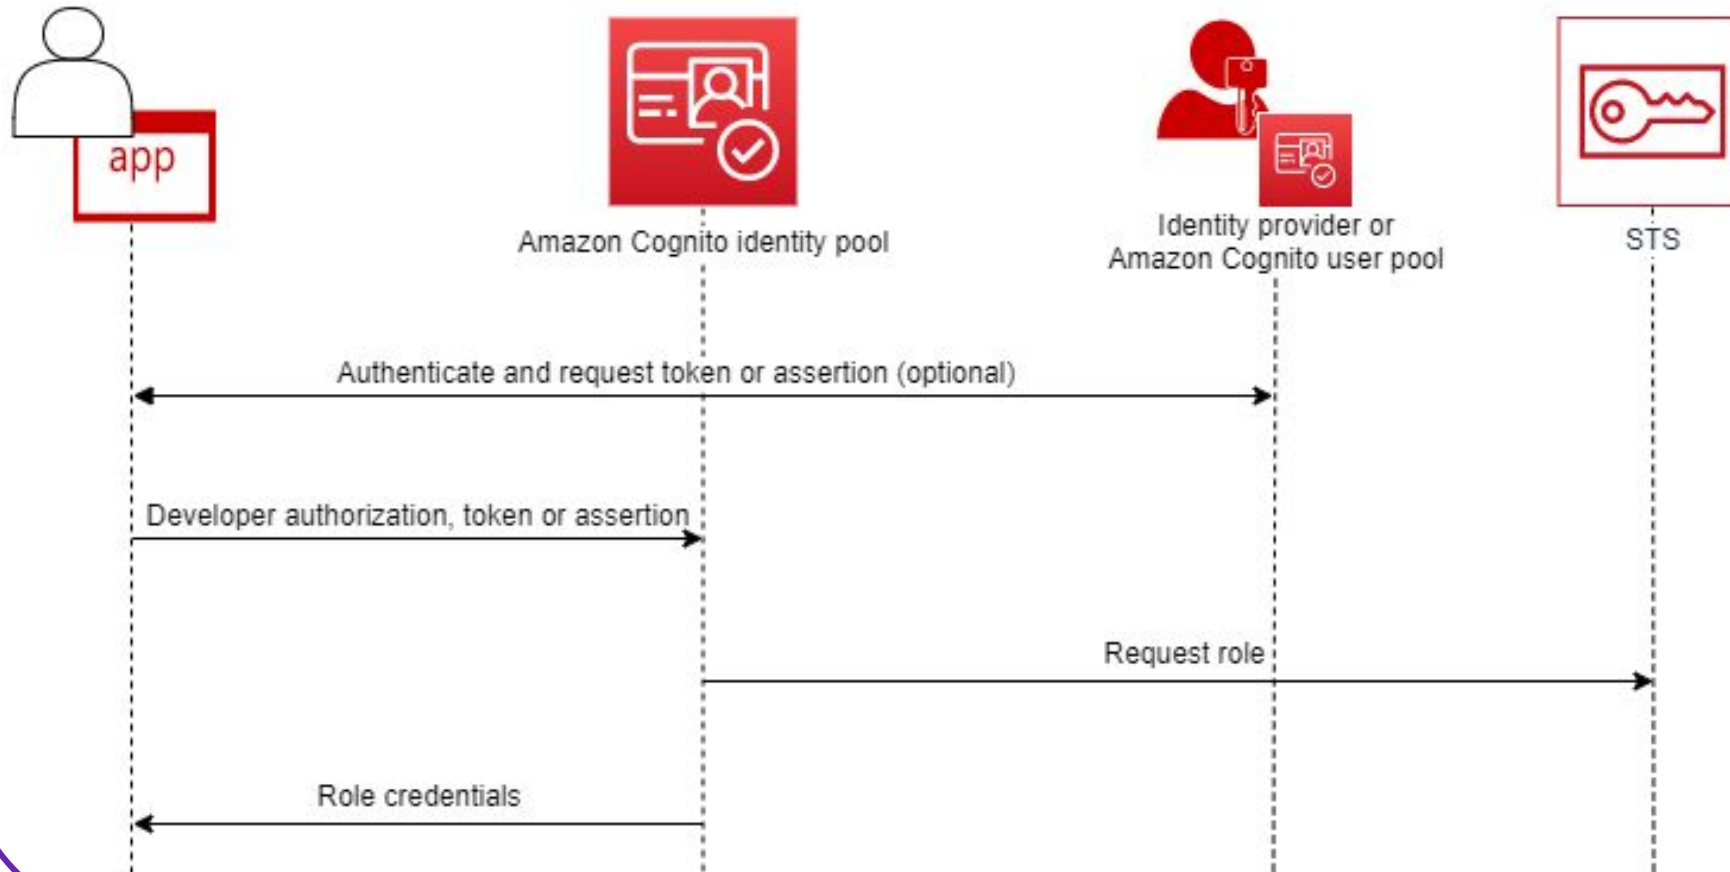 app
Amazon Cognito identity pool
Identity provider or
Amazon Cognito user pool
STS
Authenticate and request token or assertion (optional)
Developer authorization, token or assertion
Request role
Role credentials